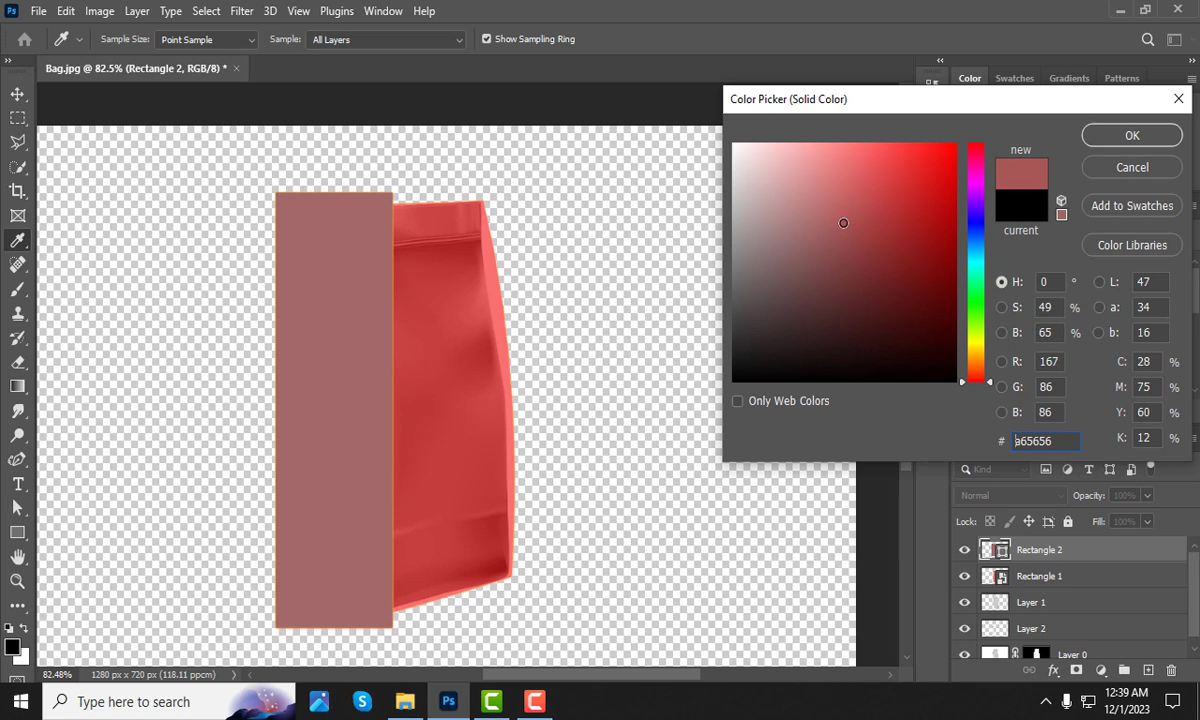 Ps File Edit Image Layer Type Select Filter 3D View Plugins Window Help
Sample Size: Point Sample Sample: All Layers Show Sampling Ring
Bag.jpg @ 82.5% (Rectangle 2, RGB/8) * ×
Color Swatches Gradients Patterns
Color Picker (Solid Color)
new
OK
Cancel
Add to Swatches
current
Color Libraries
H: 0 ° L: 47
S: 49 % a: 34
B: 65 % b: 16
R: 167 C: 28 %
G: 86 M: 75 %
B: 86 Y: 60 %
# a65656 K: 12 %
Only Web Colors
Kind
Normal Opacity: 100%
Lock: Fill: 100%
Rectangle 2
Rectangle 1
Layer 1
Layer 2
Layer 0
82.48% 1280 px x 720 px (118.11 ppcm)
Type here to search
Ps
12:39 AM
12/1/2023